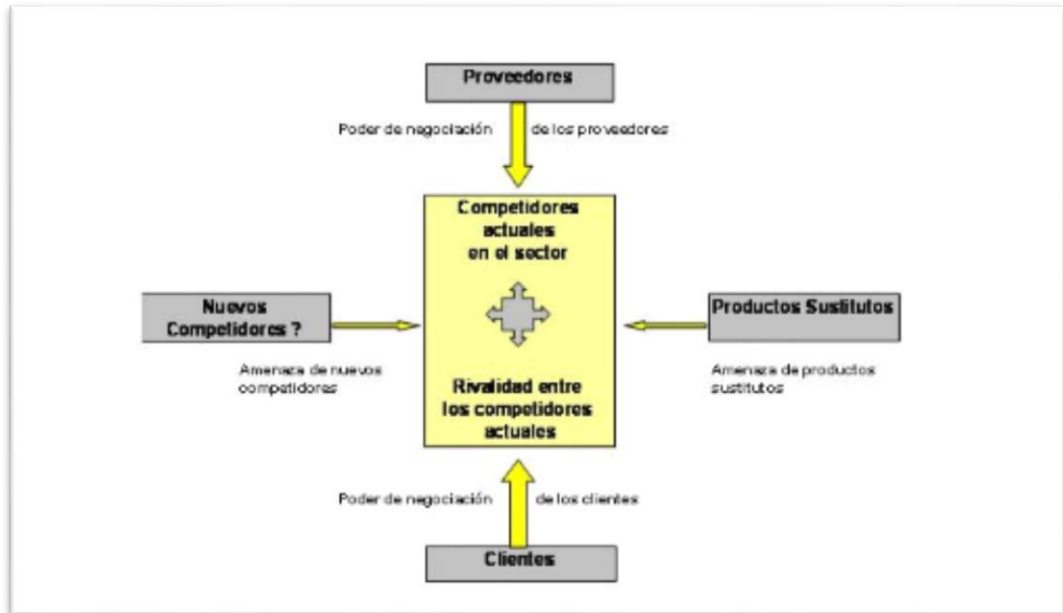 Proveedores
Poder de negociación de los proveedores
Competidores
actuales
en el sector
Nuevos
Competidores ?
Productos Sustitutos
Amenaza de nuevos
competidores
Amenaza de productos
sustitutos
Rivalidad entre
los competidores
actuales
Poder de negociación de los clientes
Clientes